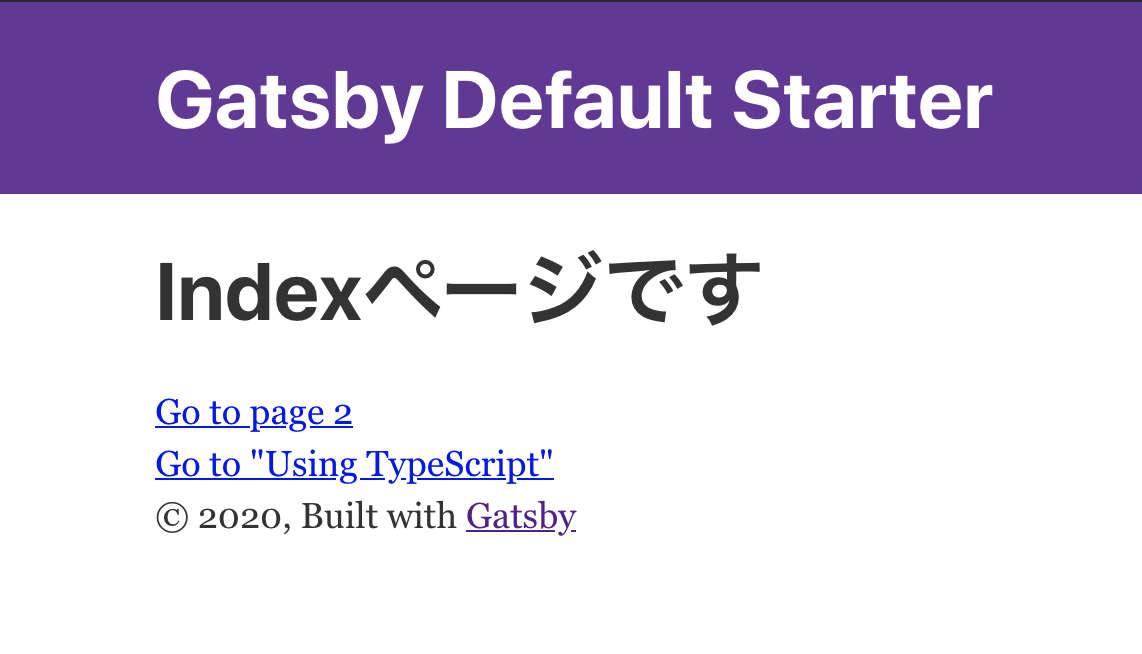 Gatsby Default Starter
Indexページです
Go to page 2
Go to "Using TypeScript"
© 2020, Built with Gatsby